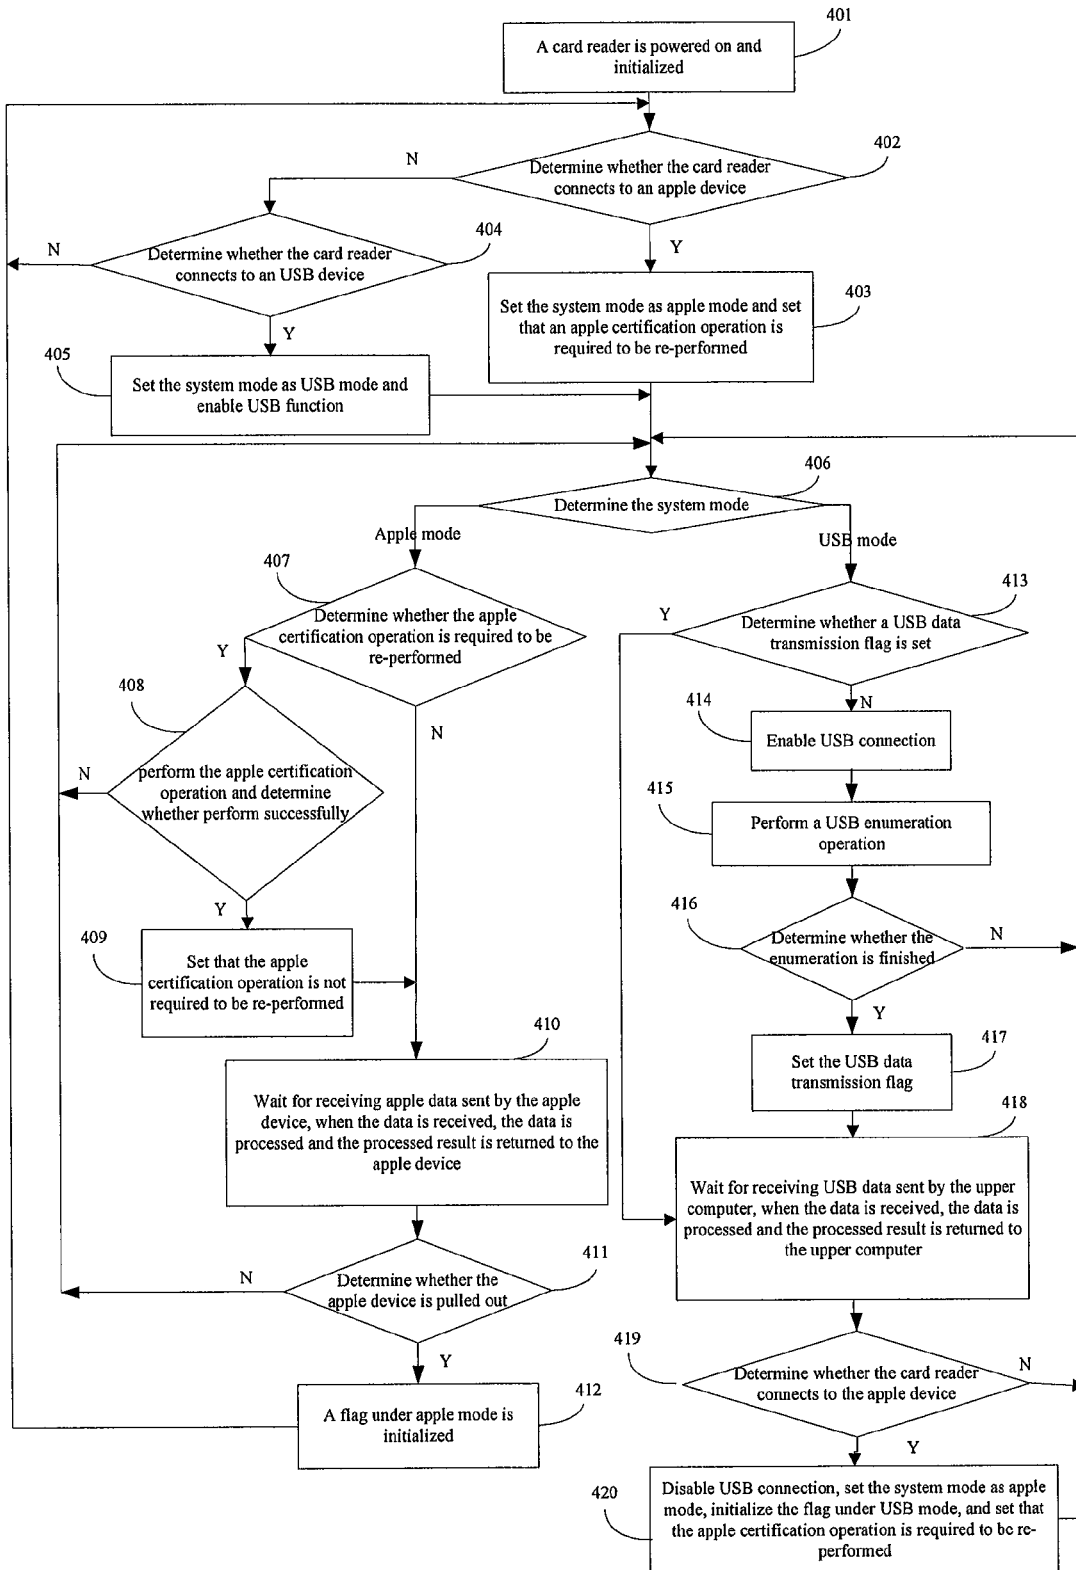 401
A card reader is powered on and
initialized
402
N
Determine whether the card reader
connects to an apple device
404
N
Determine whether the card reader
connects to an USB device
Y
Y
403
Set the system mode as apple mode and set
that an apple certification operation is
required to be re-performed
405
Set the system mode as USB mode and
enable USB function
406
Determine the system mode
Apple mode
USB mode
407
Determine whether the apple
certification operation is required to be
re-performed
Y
N
413
Y
Determine whether a USB data
transmission flag is set
N
408
perform the apple certification
operation and determine
whether perform successfully
N
Y
414
Enable USB connection
415
Perform a USB enumeration
operation
416
Determine whether the
enumeration is finished
N
Y
409
Set that the apple
certification operation is not
required to be re-performed
410
Wait for receiving apple data sent by the apple
device, when the data is received, the data is
processed and the processed result is returned to the
apple device
417
Set the USB data
transmission flag
418
Wait for receiving USB data sent by the upper
computer, when the data is received, the data is
processed and the processed result is returned to
the upper computer
411
N
Determine whether the
apple device is pulled out
Y
412
A flag under apple mode is
initialized
419
Determine whether the card reader
connects to the apple device
N
Y
420
Disable USB connection, set the system mode as apple
mode, initialize the flag under USB mode, and set that
the apple certification operation is required to be re-
performed